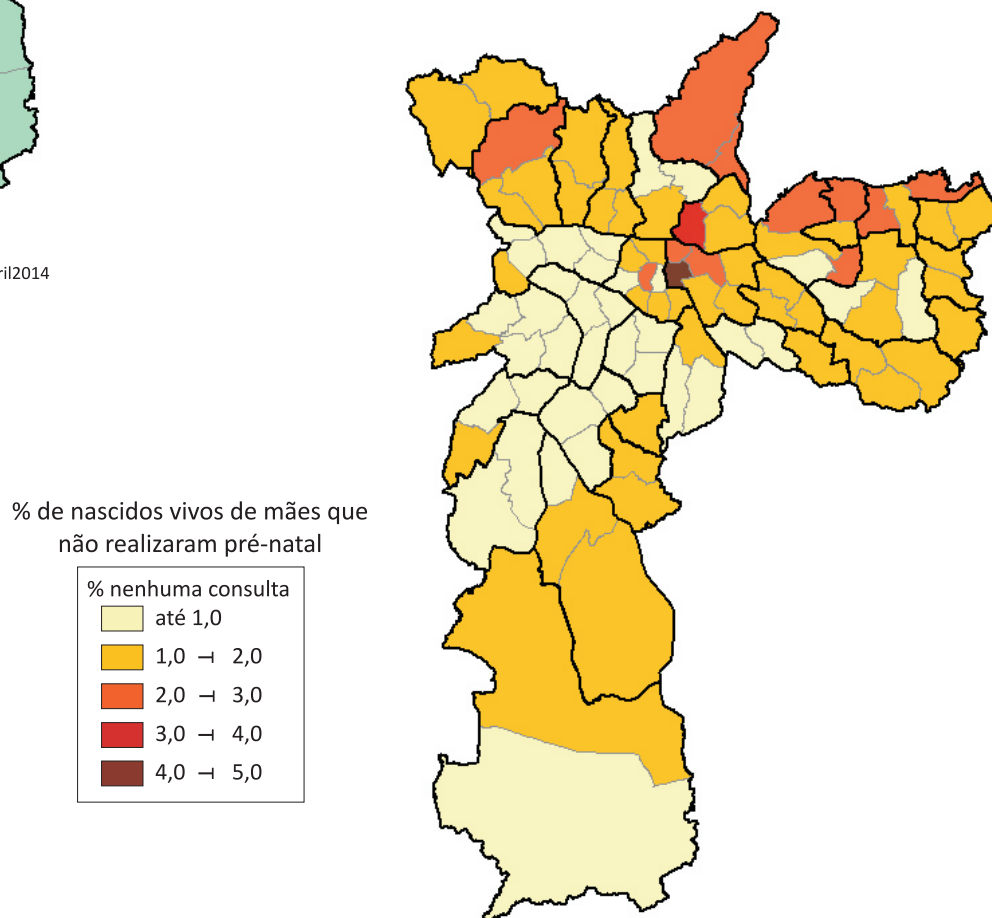 ril2014
% de nascidos vivos de mães que
não realizaram pré-natal
% nenhuma consulta
até 1,0
1,0 ⊣ 2,0
2,0 ⊣ 3,0
3,0 ⊣ 4,0
4,0 ⊣ 5,0